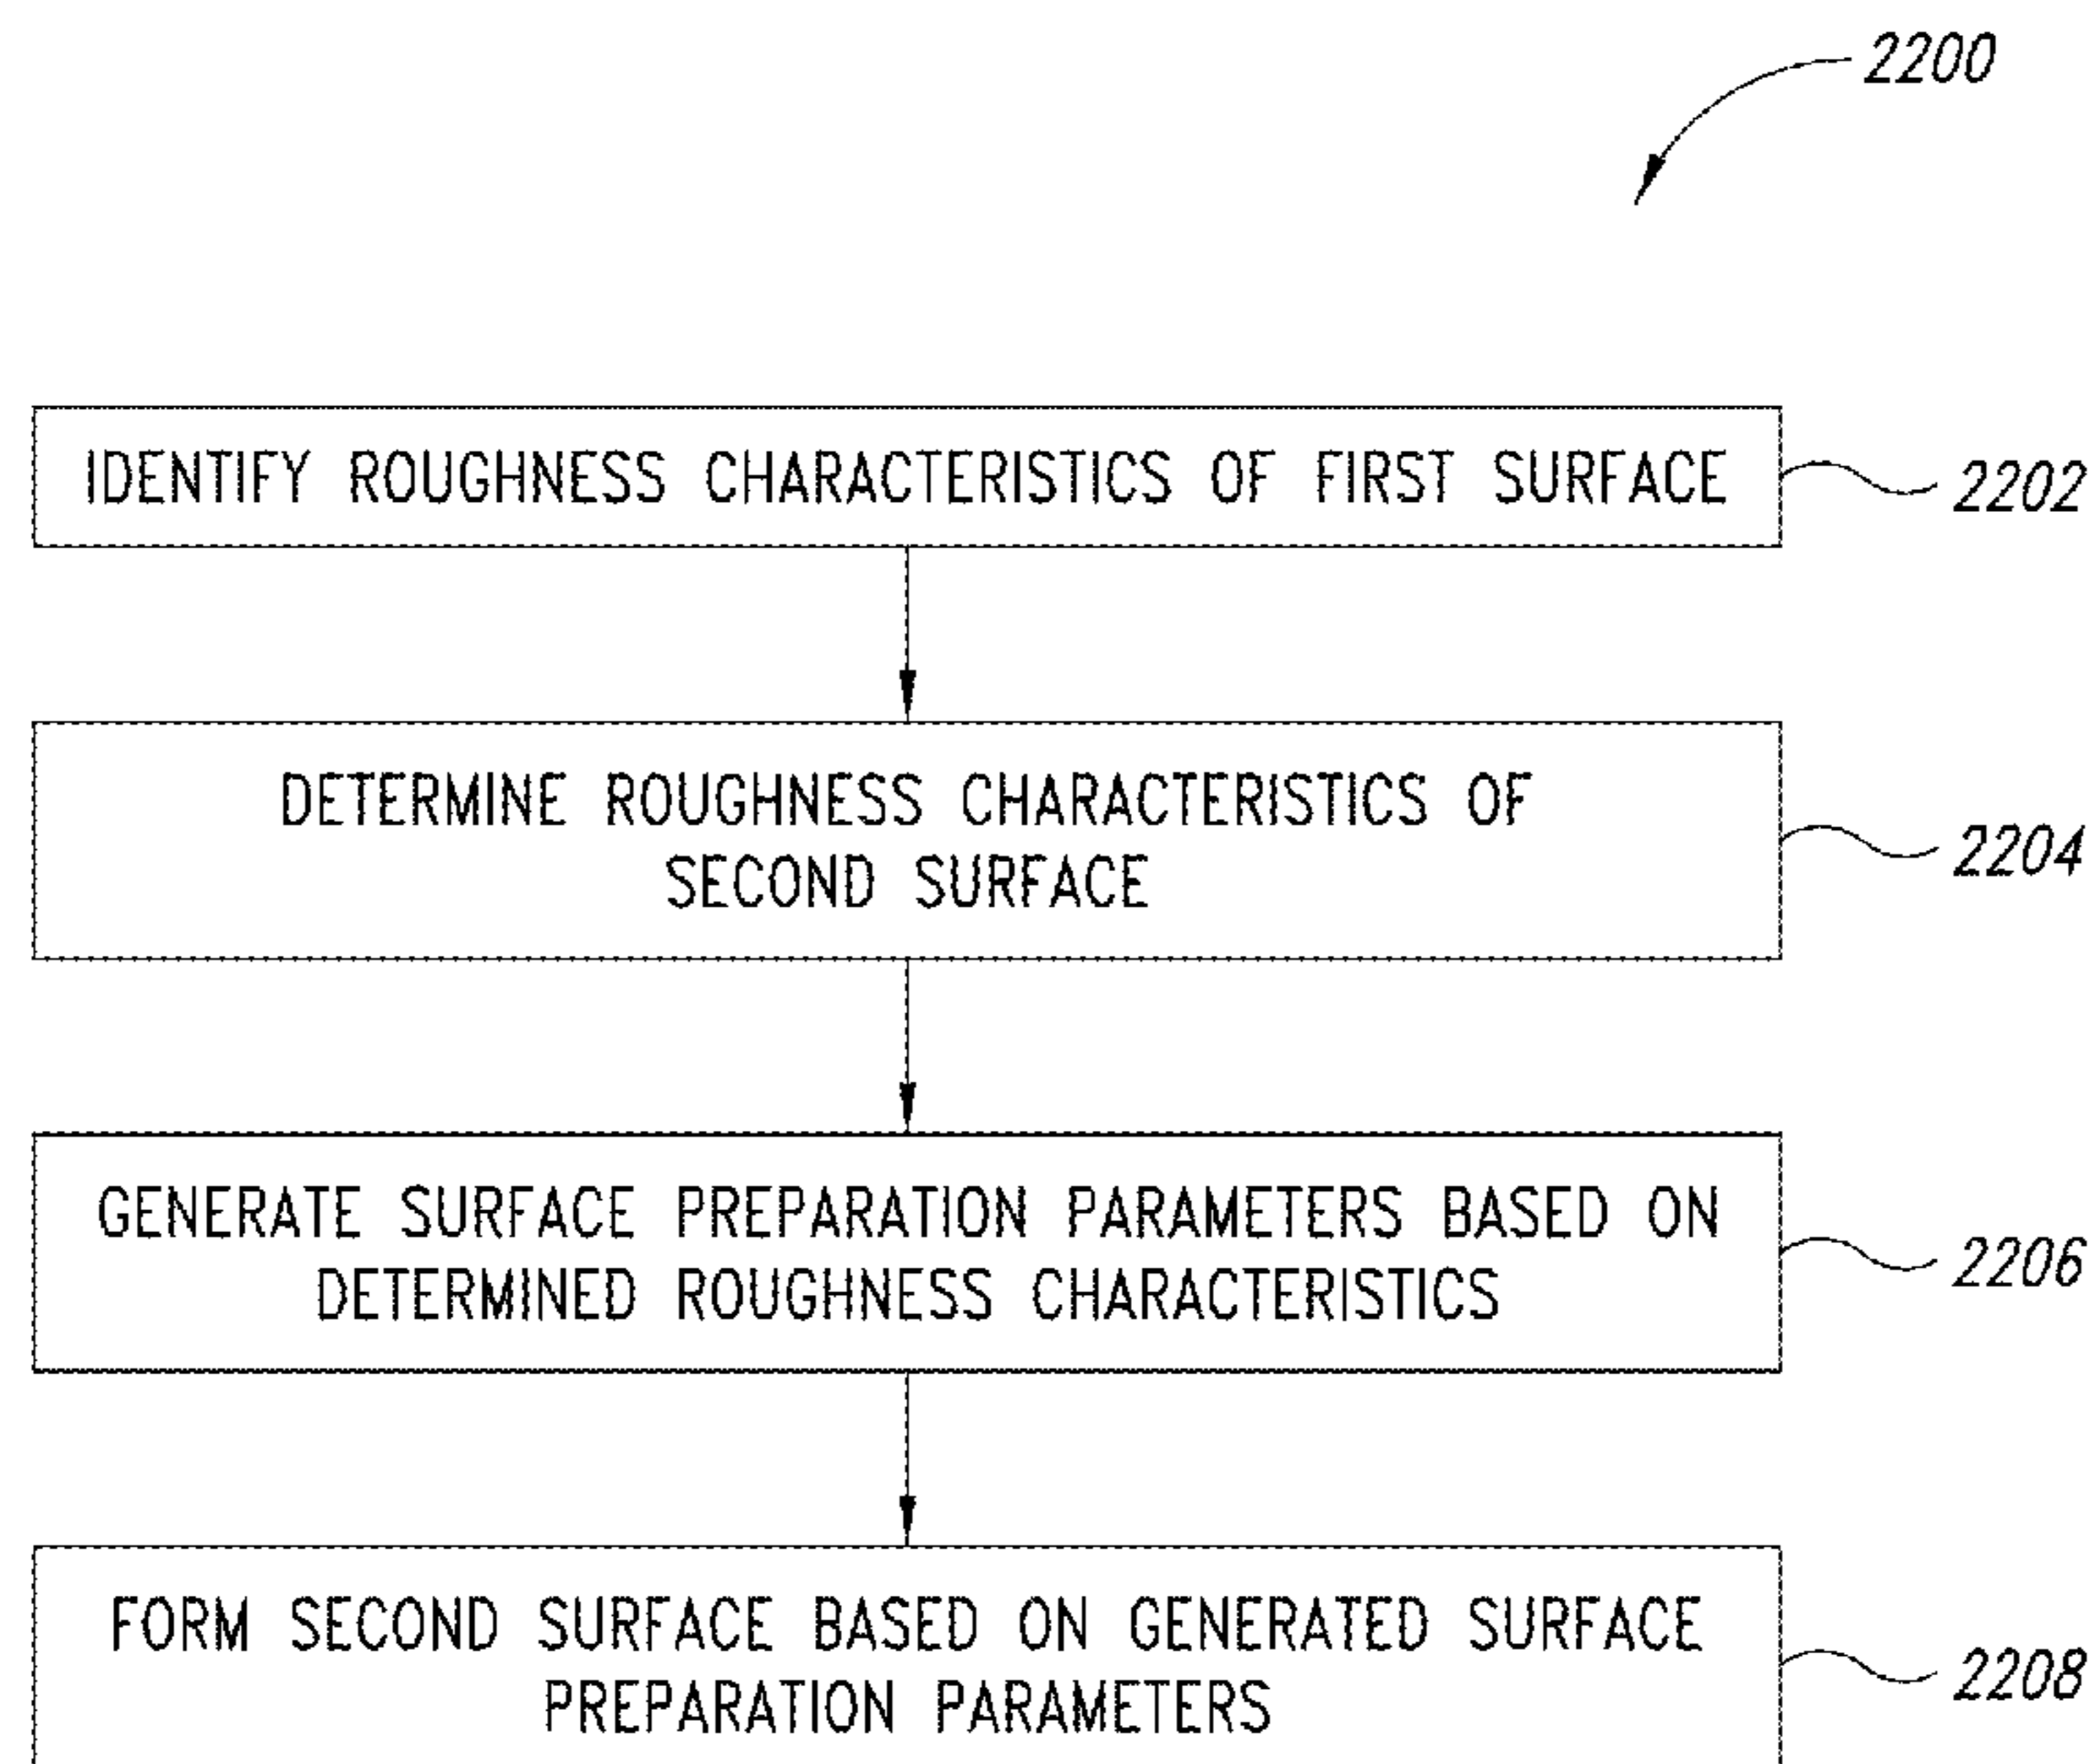 2200
IDENTIFY ROUGHNESS CHARACTERISTICS OF FIRST SURFACE
2202
DETERMINE ROUGHNESS CHARACTERISTICS OF
SECOND SURFACE
2204
GENERATE SURFACE PREPARATION PARAMETERS BASED ON
DETERMINED ROUGHNESS CHARACTERISTICS
2206
FORM SECOND SURFACE BASED ON GENERATED SURFACE
PREPARATION PARAMETERS
2208